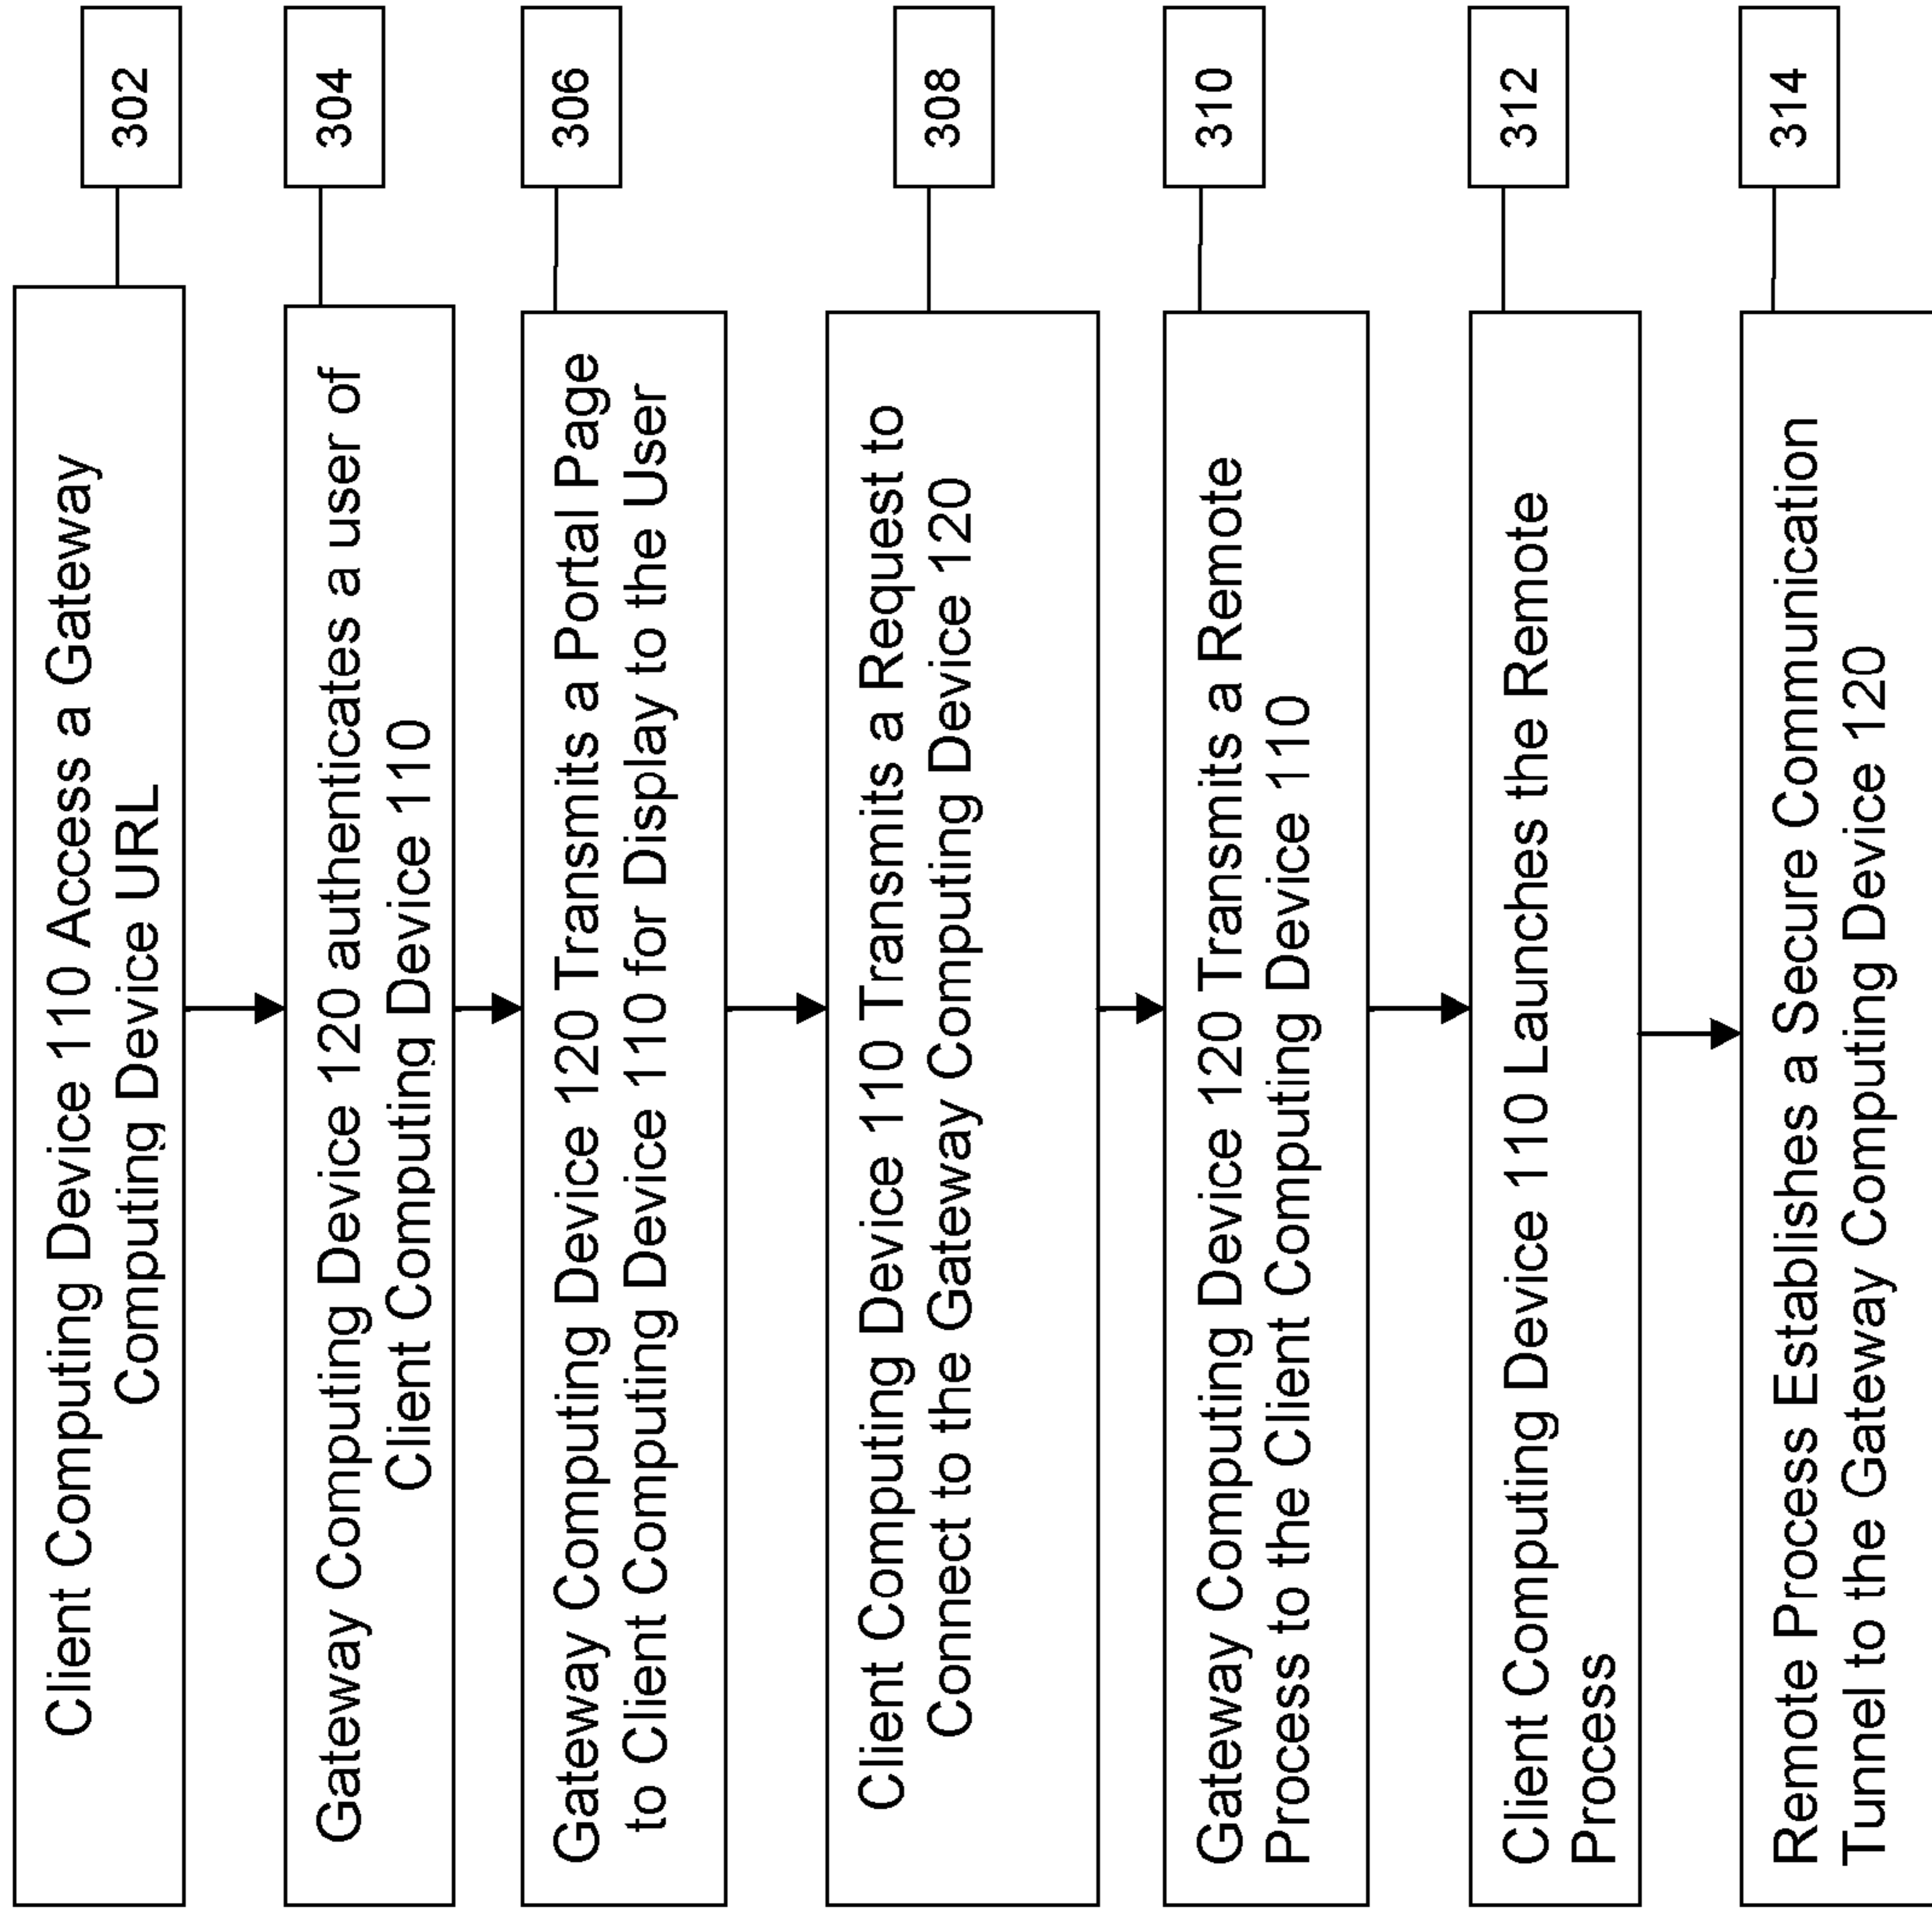 Client Computing Device 110 Access a Gateway
Computing Device URL
302
Gateway Computing Device 120 authenticates a user of
Client Computing Device 110
304
Gateway Computing Device 120 Transmits a Portal Page
to Client Computing Device 110 for Display to the User
306
Client Computing Device 110 Transmits a Request to
Connect to the Gateway Computing Device 120
308
Gateway Computing Device 120 Transmits a Remote
Process to the Client Computing Device 110
310
Client Computing Device 110 Launches the Remote
Process
312
Remote Process Establishes a Secure Communication
Tunnel to the Gateway Computing Device 120
314